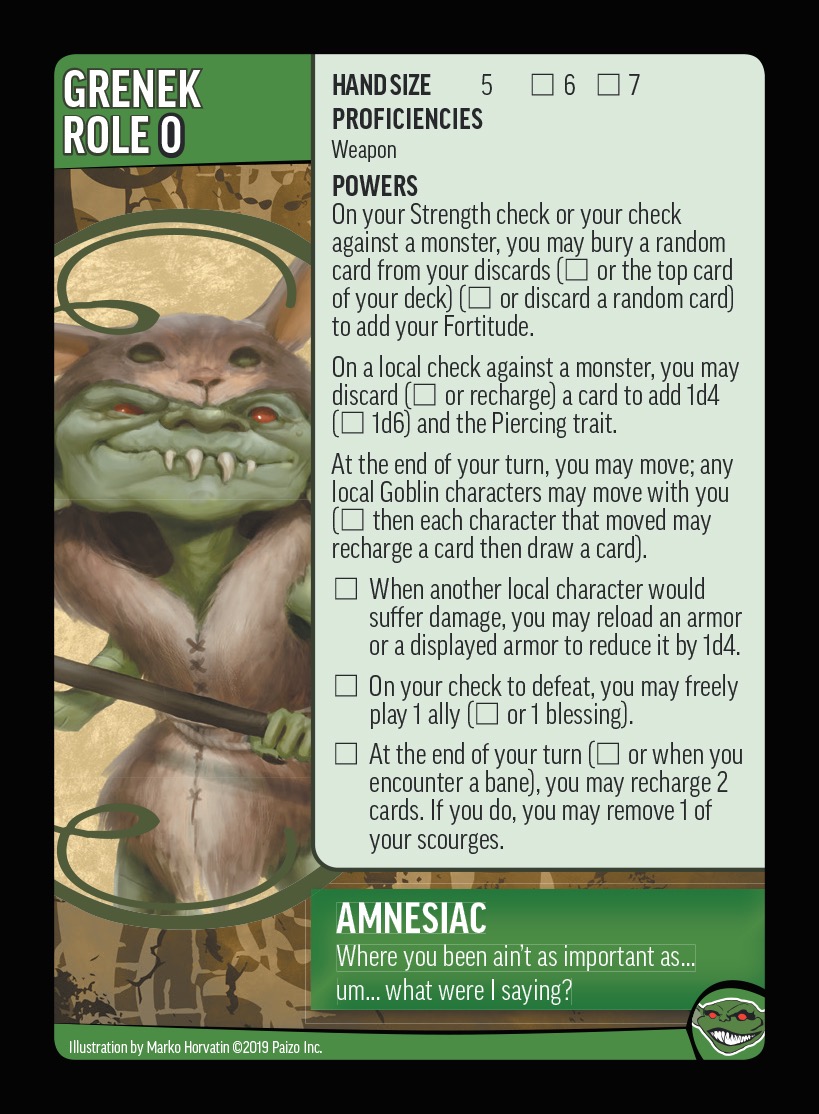 GRENEK
ROLE 0
HAND SIZE 5 □ 6 □ 7
PROFICIENCIES
Weapon
POWERS
On your Strength check or your check
against a monster, you may bury a random
card from your discards (□ or the top card
of your deck) (□ or discard a random card)
to add your Fortitude.
On a local check against a monster, you may
discard (□ or recharge) a card to add 1d4
(□ 1d6) and the Piercing trait.
At the end of your turn, you may move; any
local Goblin characters may move with you
(□ then each character that moved may
recharge a card then draw a card).
□ When another local character would
suffer damage, you may reload an armor
or a displayed armor to reduce it by 1d4.
□ On your check to defeat, you may freely
play 1 ally (□ or 1 blessing).
□ At the end of your turn (□ or when you
encounter a bane), you may recharge 2
cards. If you do, you may remove 1 of
your scourges.
AMNESIAC
Where you been ain’t as important as...
um... what were I saying?
Illustration by Marko Horvatin ©2019 Paizo Inc.